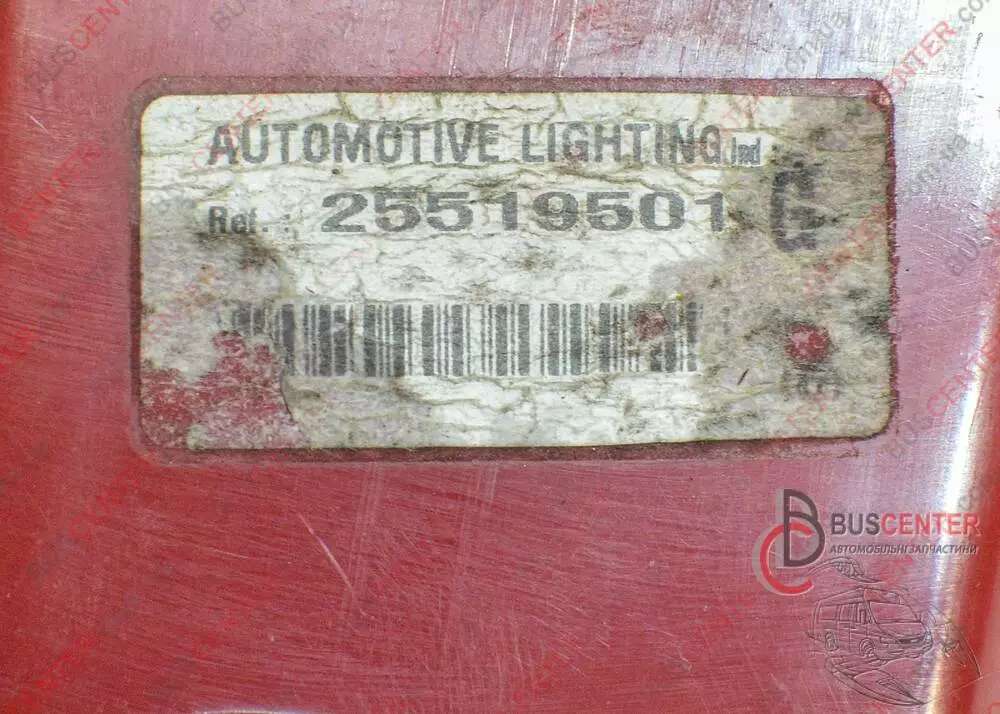 AUTOMOTIVE LIGHTING
Ref. : 25519501 G
BUSCENTER
АВТОМОБІЛЬНІ ЗАПЧАСТИНИ